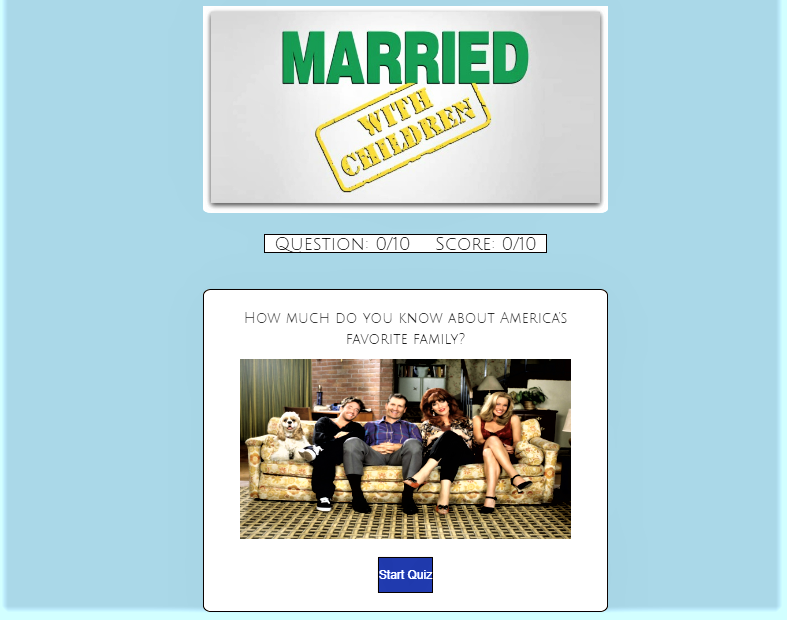 MARRIED
WITH
CHILDREN
Question: 0/10 Score: 0/10
How much do you know about America's
favorite family?
Start Quiz